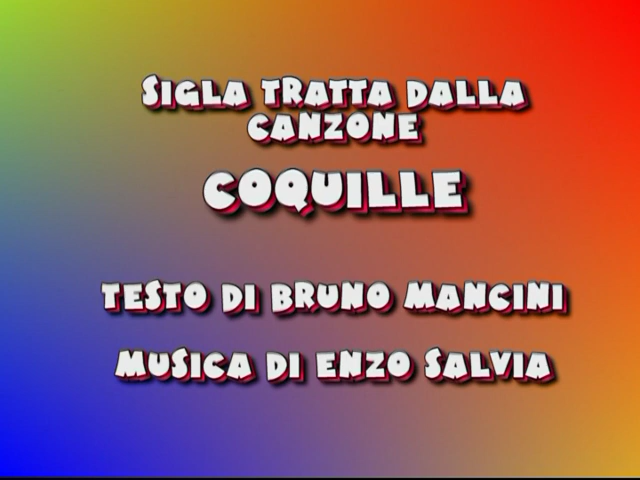 SIGLA TRATTA DALLA
CANZONE
COQUILLE
TESTO DI BRUNO MANCINI
MUSICA DI ENZO SALVIA